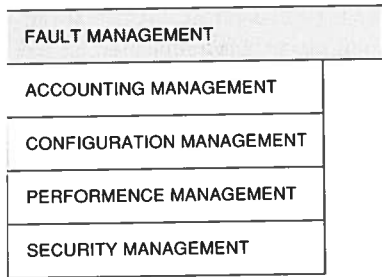 FAULT MANAGEMENT
ACCOUNTING MANAGEMENT
CONFIGURATION MANAGEMENT
PERFORMENCE MANAGEMENT
SECURITY MANAGEMENT